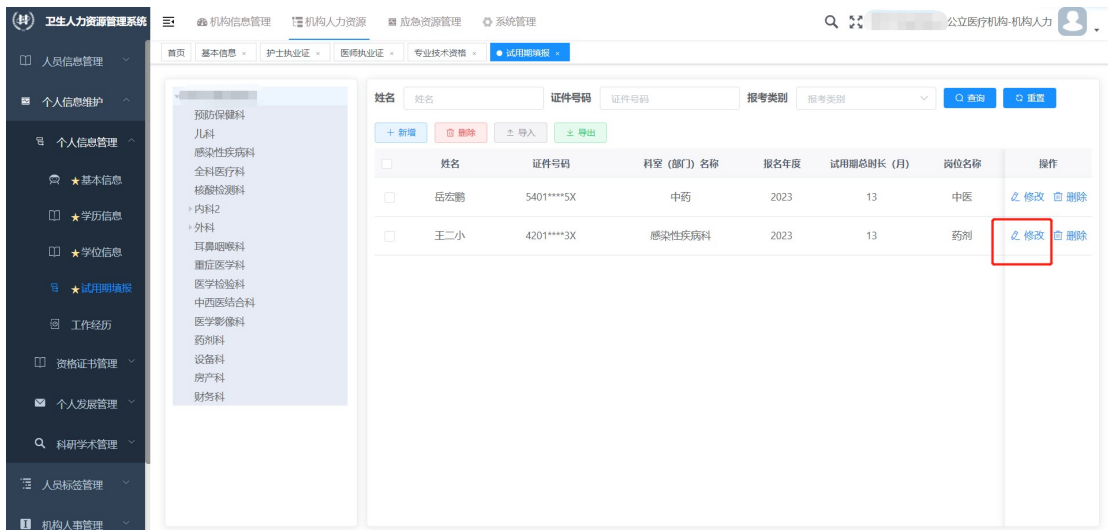 卫生人力资源管理系统
机构信息管理
机构人力资源
应急资源管理
系统管理
公立医疗机构-机构人力
首页
基本信息 ×
护士执业证 ×
医师执业证 ×
专业技术资格 ×
试用期填报 ×
人员信息管理
个人信息维护
个人信息管理
★基本信息
★学历信息
★学位信息
★试用期填报
工作经历
资格证书管理
个人发展管理
科研学术管理
人员标签管理
机构人事管理
预防保健科
儿科
感染性疾病科
全科医疗科
核酸检测科
内科2
外科
耳鼻咽喉科
重症医学科
医学检验科
中西医结合科
医学影像科
药剂科
设备科
房产科
财务科
姓名 姓名 证件号码 证件号码 报考类别 报考类别 查询 重置
+ 新增 删除 导入 导出
姓名 证件号码 科室（部门）名称 报名年度 试用期总时长（月） 岗位名称 操作
岳宏鹏 5401****5X 中药 2023 13 中医 修改 删除
王二小 4201****3X 感染性疾病科 2023 13 药剂 修改 删除